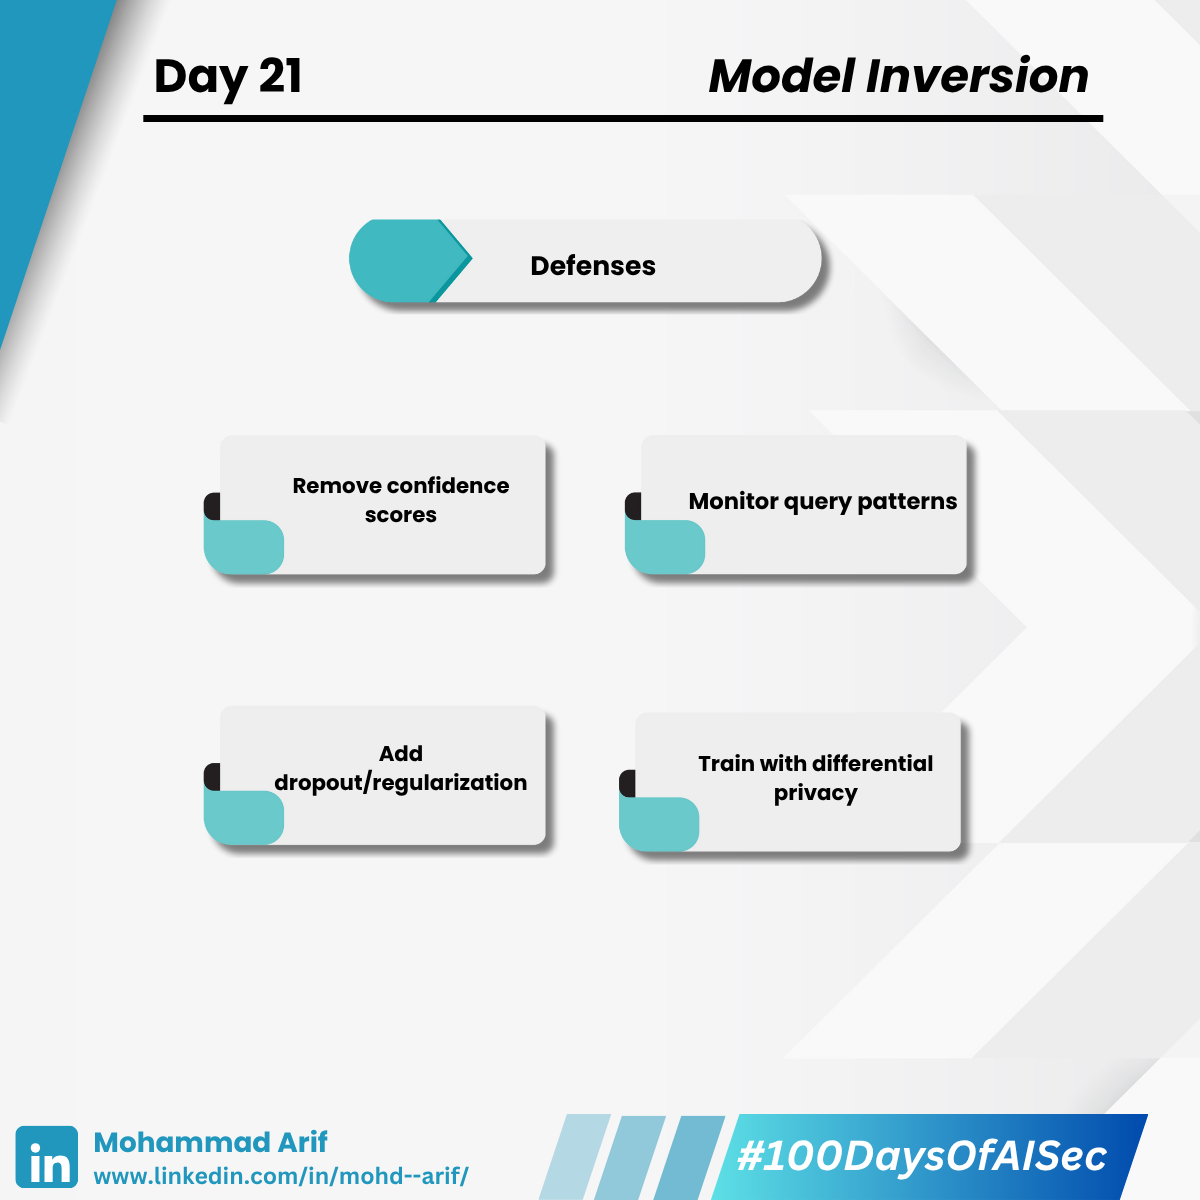 Day 21
Model Inversion
Defenses
Remove confidence
scores
Monitor query patterns
Add
dropout/regularization
Train with differential
privacy
in
Mohammad Arif
www.linkedin.com/in/mohd--arif/
#100DaysOfAISec